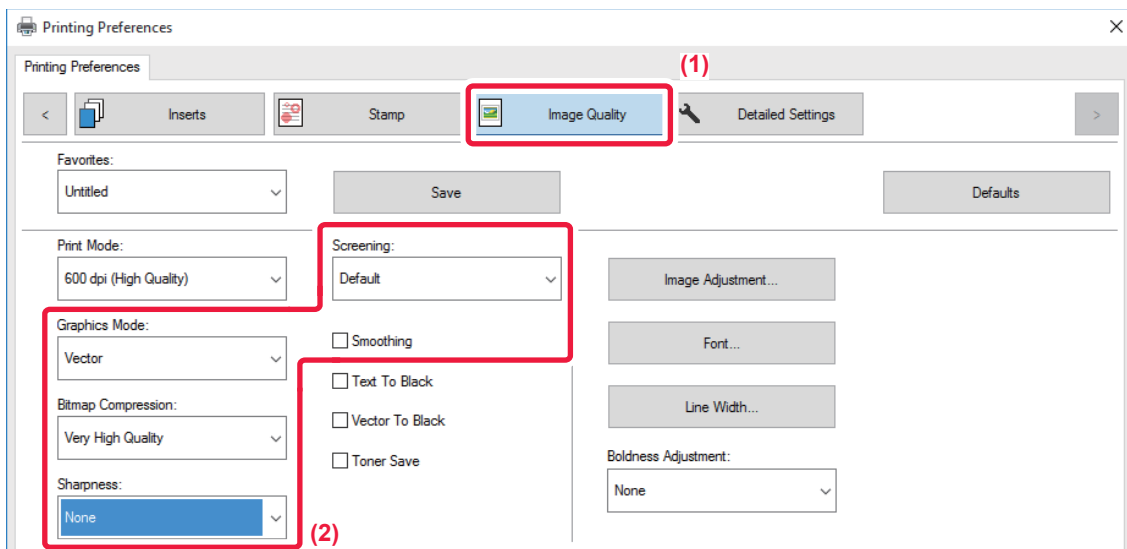 Printing Preferences
Printing Preferences
(1)
< Inserts Stamp Image Quality Detailed Settings >
Favorites:
Untitled Save Defaults
Print Mode: Screening:
600 dpi (High Quality) Default Image Adjustment...
Graphics Mode: Smoothing Font...
Vector
Text To Black
Bitmap Compression: Line Width...
Very High Quality Vector To Black
Toner Save Boldness Adjustment:
Sharpness:
None None
(2)